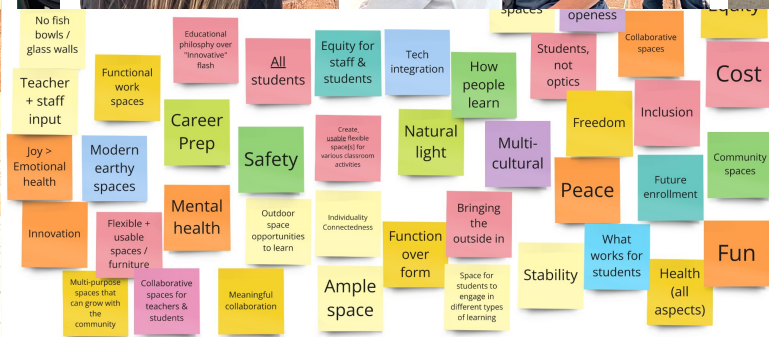 spaces
openess
Equity
No fish
bowls /
glass walls
Educational
philosphy over
"Innovative"
flash
All
students
Equity for
staff &
students
Tech
integration
Students,
not
optics
Collaborative
spaces
Cost
Teacher
+ staff
input
Functional
work
spaces
How
people
learn
Career
Prep
Safety
Create
usable flexible
space[s] for
various classroom
activities
Natural
light
Multi-
cultural
Freedom
Inclusion
Joy >
Emotional
health
Modern
earthy
spaces
Community
spaces
Peace
Future
enrollment
Innovation
Flexible +
usable
spaces /
furniture
Mental
health
Outdoor
space
opportunities
to learn
Individuality
Connectedness
Function
over
form
Bringing
the
outside in
What
works for
students
Fun
Multi-purpose
spaces that
can grow with
the
community
Collaborative
spaces for
teachers &
students
Meaningful
collaboration
Ample
space
Space for
students to
engage in
different types
of learning
Stability
Health
(all
aspects)